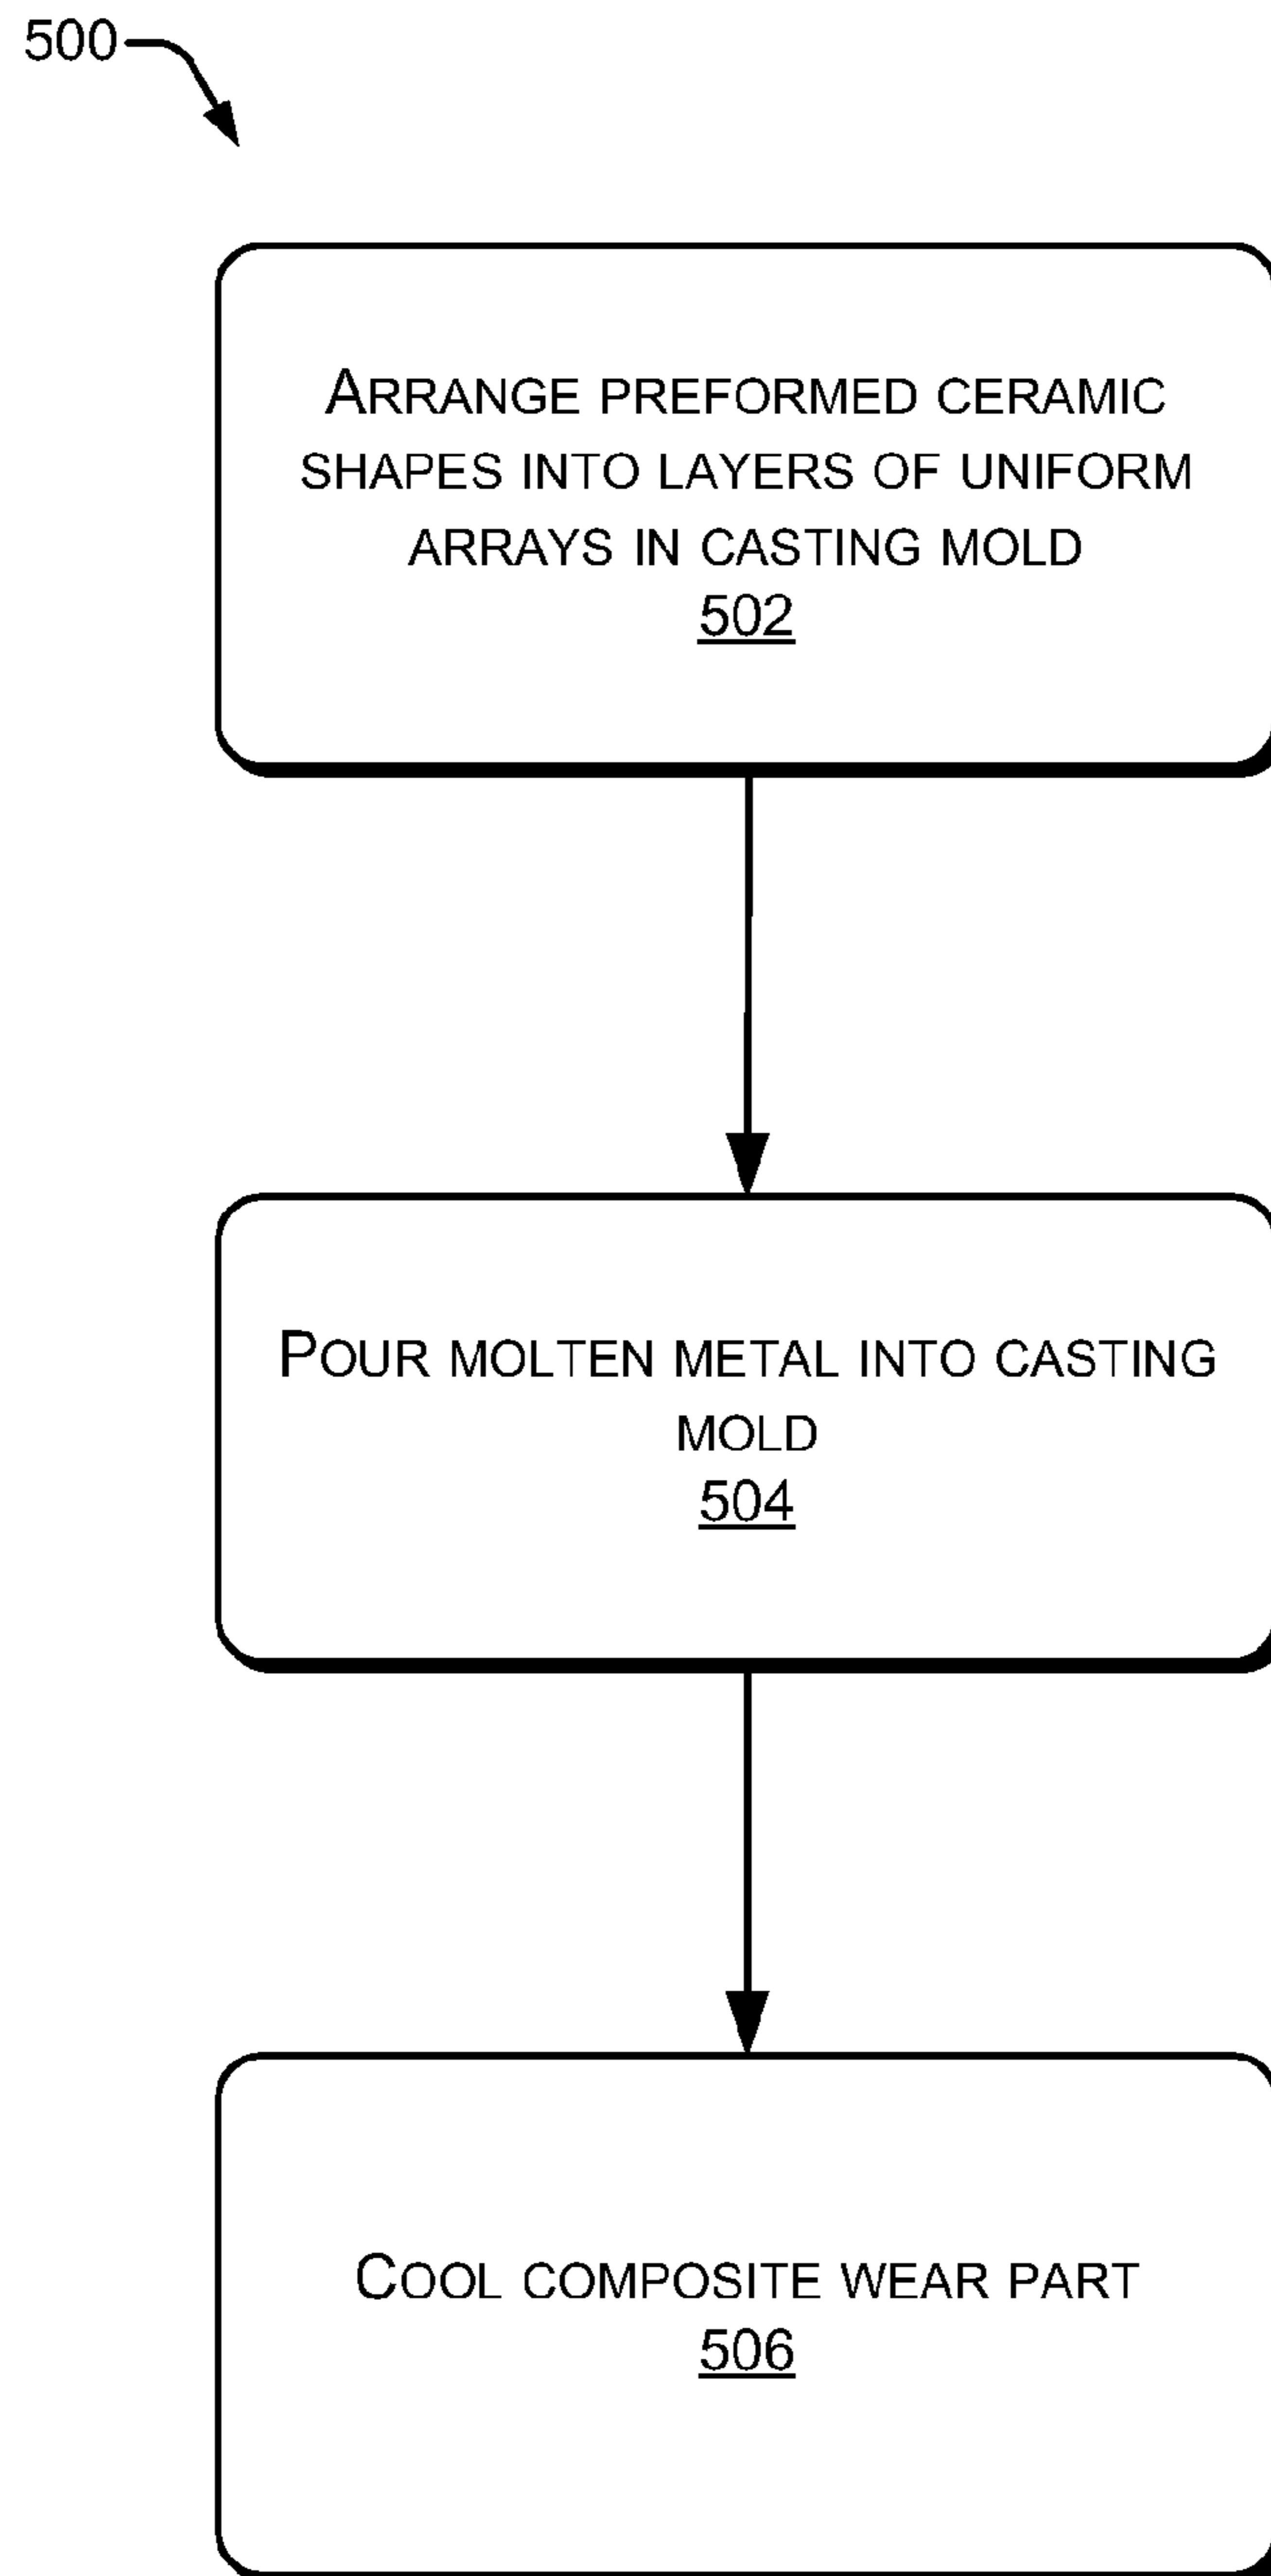 500
ARRANGE PREFORMED CERAMIC
SHAPES INTO LAYERS OF UNIFORM
ARRAYS IN CASTING MOLD
502
POUR MOLTEN METAL INTO CASTING
MOLD
504
COOL COMPOSITE WEAR PART
506